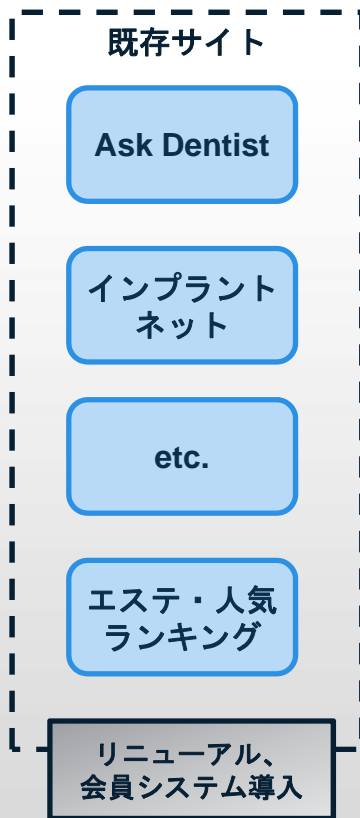 既存サイト
Ask Dentist
インプラント
ネット
etc.
エステ・人気
ランキング
リニューアル、
会員システム導入